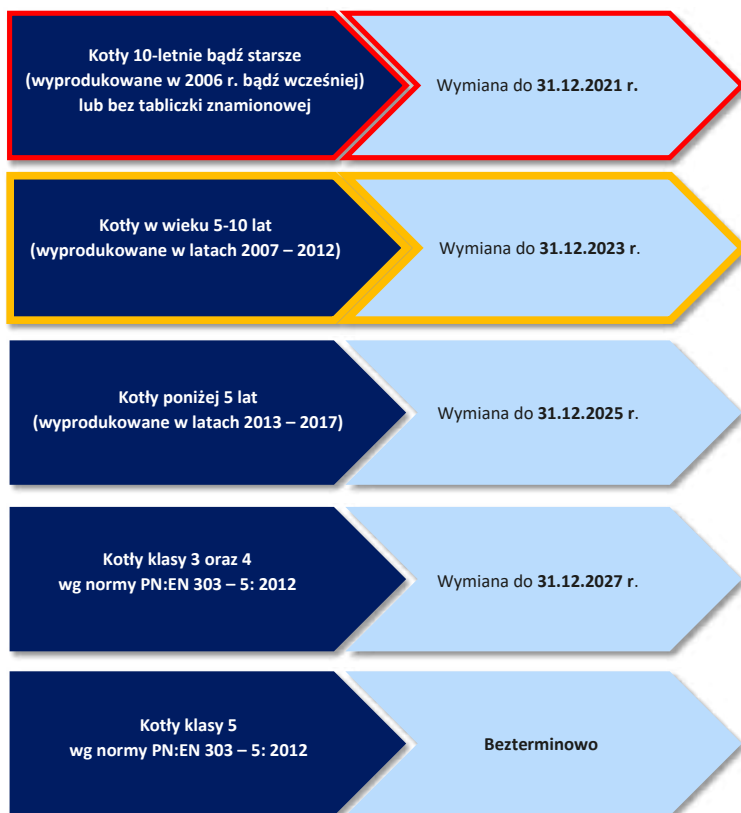 Kotły 10-letnie bądź starsze
(wyprodukowane w 2006 r. bądź wcześniej)
lub bez tabliczki znamionowej
Wymiana do 31.12.2021 r.
Kotły w wieku 5-10 lat
(wyprodukowane w latach 2007 – 2012)
Wymiana do 31.12.2023 r.
Kotły poniżej 5 lat
(wyprodukowane w latach 2013 – 2017)
Wymiana do 31.12.2025 r.
Kotły klasy 3 oraz 4
wg normy PN:EN 303 – 5: 2012
Wymiana do 31.12.2027 r.
Kotły klasy 5
wg normy PN:EN 303 – 5: 2012
Bezterminowo